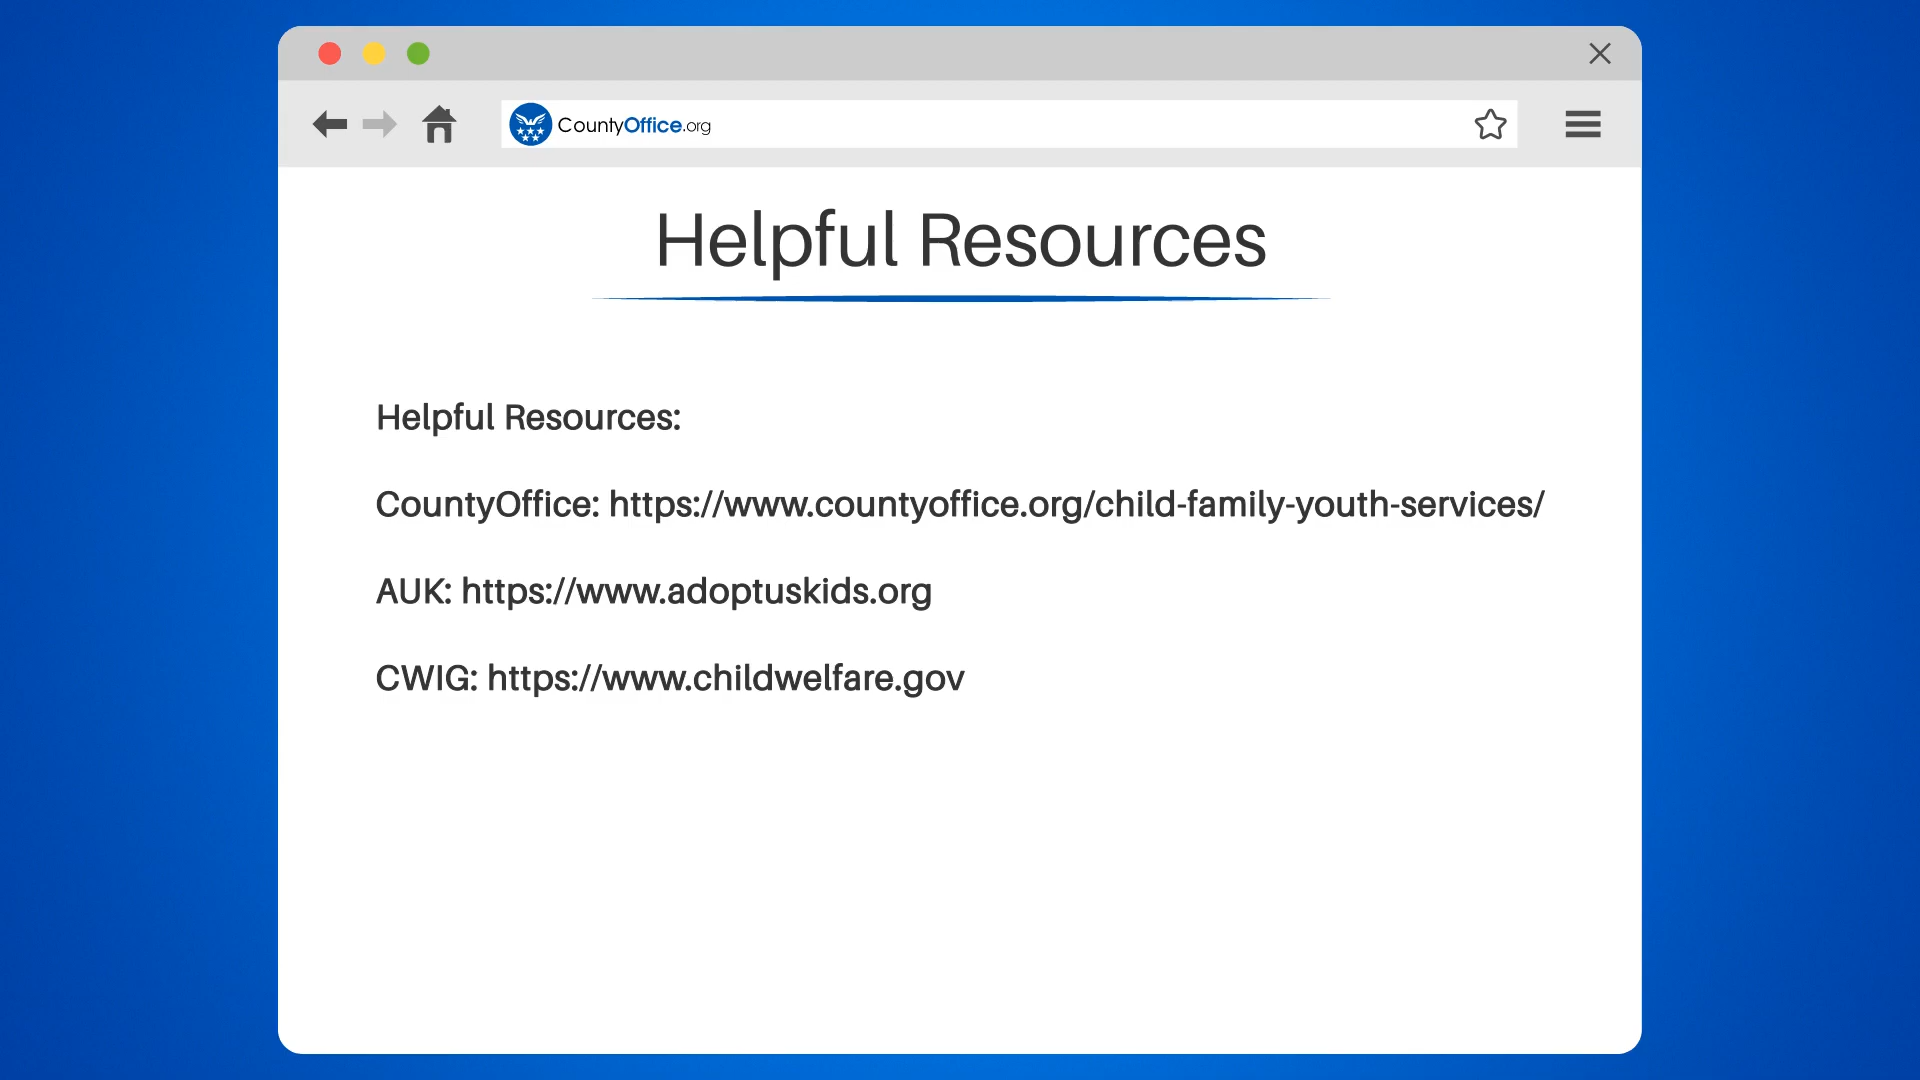 CountyOffice.org
Helpful Resources
Helpful Resources:
CountyOffice: https://www.countyoffice.org/child-family-youth-services/
AUK: https://www.adoptuskids.org
CWIG: https://www.childwelfare.gov